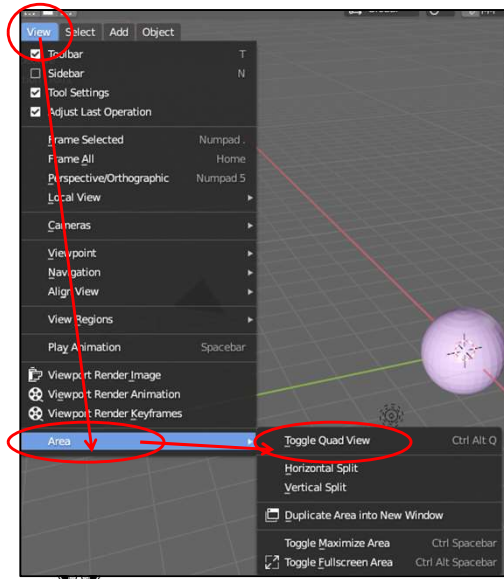 View Select Add Object
Toolbar T
Sidebar N
Tool Settings
Adjust Last Operation
Frame Selected Numpad .
Frame All Home
Perspective/Orthographic Numpad 5
Local View
Cameras
Viewpoint
Navigation
Align View
View Regions
Play Animation Spacebar
Viewport Render Image
Viewport Render Animation
Viewport Render Keyframes
Area
Toggle Quad View Ctrl Alt Q
Horizontal Split
Vertical Split
Duplicate Area into New Window
Toggle Maximize Area Ctrl Spacebar
Toggle Fullscreen Area Ctrl Alt Spacebar